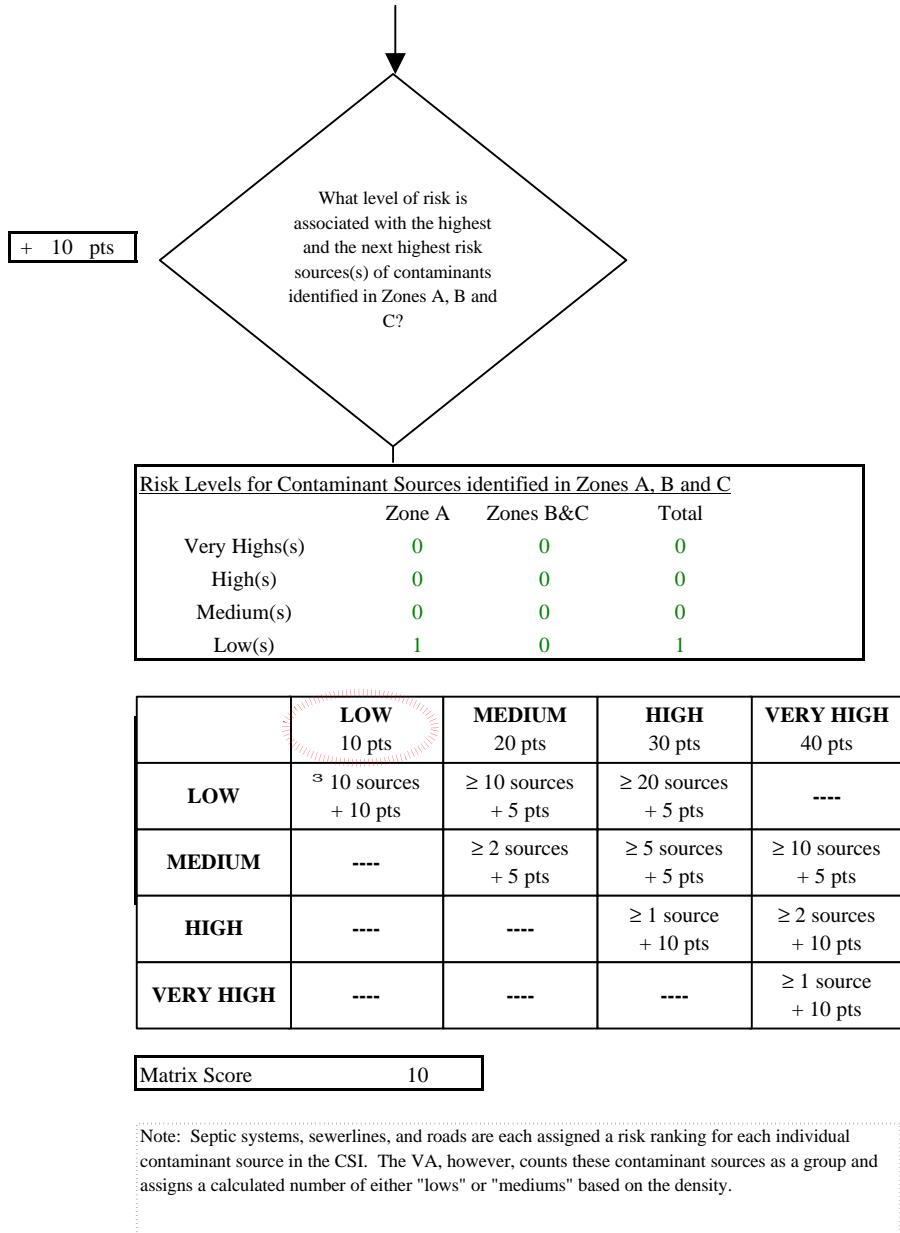 What level of risk is
associated with the highest
and the next highest risk
sources(s) of contaminants
identified in Zones A, B and
C?
+ 10 pts
Risk Levels for Contaminant Sources identified in Zones A, B and C
Zone A Zones B&C Total
Very Highs(s) 0 0 0
High(s) 0 0 0
Medium(s) 0 0 0
Low(s) 1 0 1
LOW MEDIUM HIGH VERY HIGH
10 pts 20 pts 30 pts 40 pts
LOW ³ 10 sources ≥ 10 sources ≥ 20 sources ----
+ 10 pts + 5 pts + 5 pts
MEDIUM ---- ≥ 2 sources ≥ 5 sources ≥ 10 sources
+ 5 pts + 5 pts + 5 pts
HIGH ---- ---- ≥ 1 source ≥ 2 sources
+ 10 pts + 10 pts
VERY HIGH ---- ---- ---- ≥ 1 source
+ 10 pts
Matrix Score 10
Note: Septic systems, sewerlines, and roads are each assigned a risk ranking for each individual
contaminant source in the CSI. The VA, however, counts these contaminant sources as a group and
assigns a calculated number of either "lows" or "mediums" based on the density.